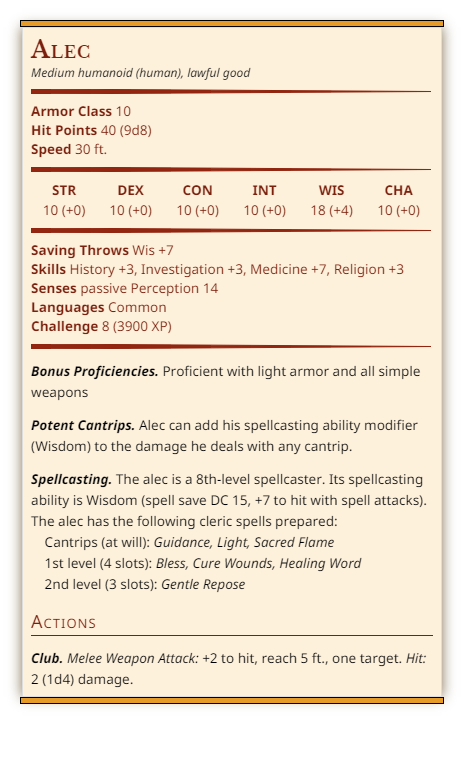 Alec
Medium humanoid (human), lawful good
Armor Class 10
Hit Points 40 (9d8)
Speed 30 ft.
STR DEX CON INT WIS CHA
10 (+0) 10 (+0) 10 (+0) 10 (+0) 18 (+4) 10 (+0)
Saving Throws Wis +7
Skills History +3, Investigation +3, Medicine +7, Religion +3
Senses passive Perception 14
Languages Common
Challenge 8 (3900 XP)
Bonus Proficiencies. Proficient with light armor and all simple
weapons
Potent Cantrips. Alec can add his spellcasting ability modifier
(Wisdom) to the damage he deals with any cantrip.
Spellcasting. The alec is a 8th-level spellcaster. Its spellcasting
ability is Wisdom (spell save DC 15, +7 to hit with spell attacks).
The alec has the following cleric spells prepared:
Cantrips (at will): Guidance, Light, Sacred Flame
1st level (4 slots): Bless, Cure Wounds, Healing Word
2nd level (3 slots): Gentle Repose
Actions
Club. Melee Weapon Attack: +2 to hit, reach 5 ft., one target. Hit:
2 (1d4) damage.